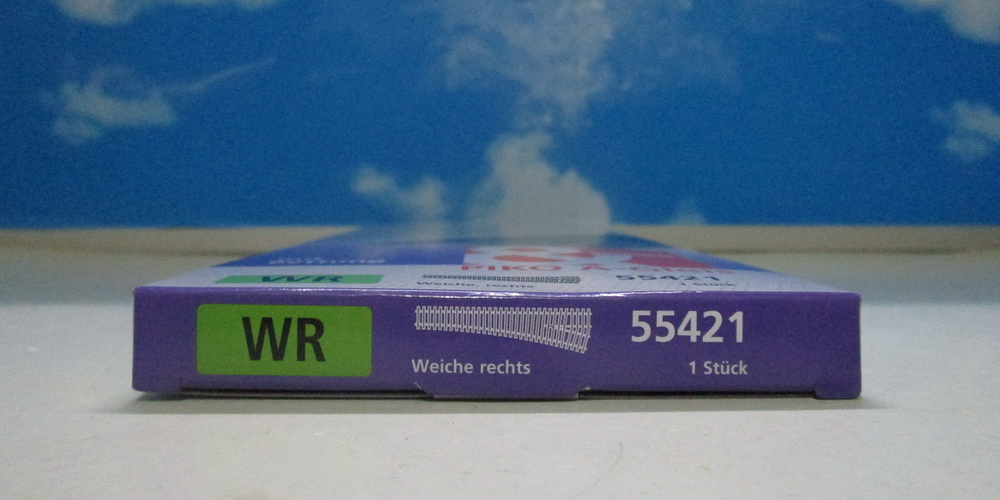 WR
PIKO A
55421
Weiche, rechts
1 Stück
WR
55421
Weiche rechts
1 Stück